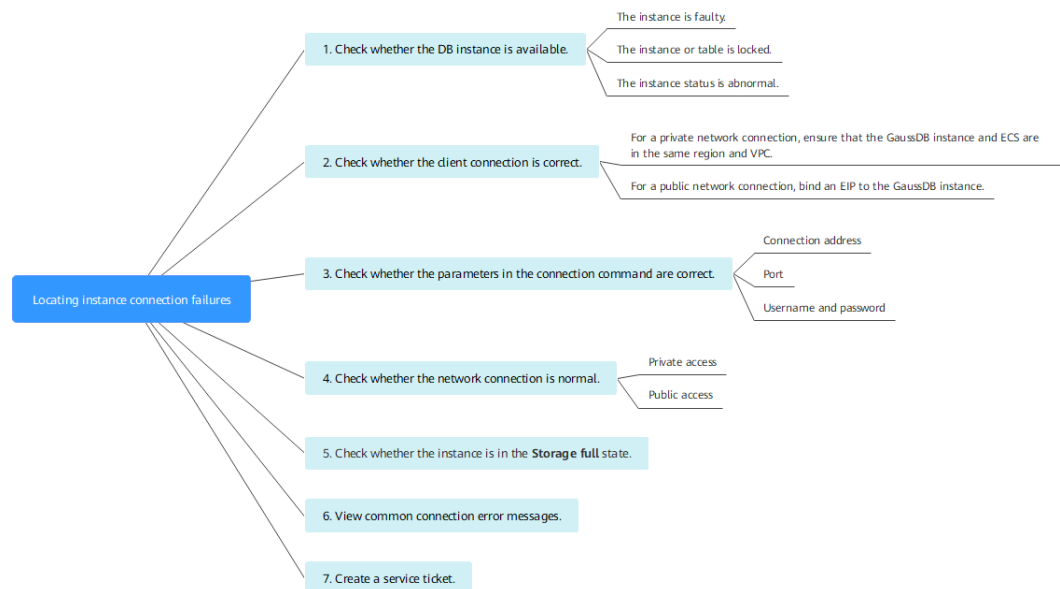 The instance is faulty.
1. Check whether the DB instance is available.
The instance or table is locked.
The instance status is abnormal.
For a private network connection, ensure that the GaussDB instance and ECS are
in the same region and VPC.
2. Check whether the client connection is correct.
For a public network connection, bind an EIP to the GaussDB instance.
Connection address
3. Check whether the parameters in the connection command are correct.
Port
Username and password
Locating instance connection failures
Private access
4. Check whether the network connection is normal.
Public access
5. Check whether the instance is in the Storage full state.
6. View common connection error messages.
7. Create a service ticket.